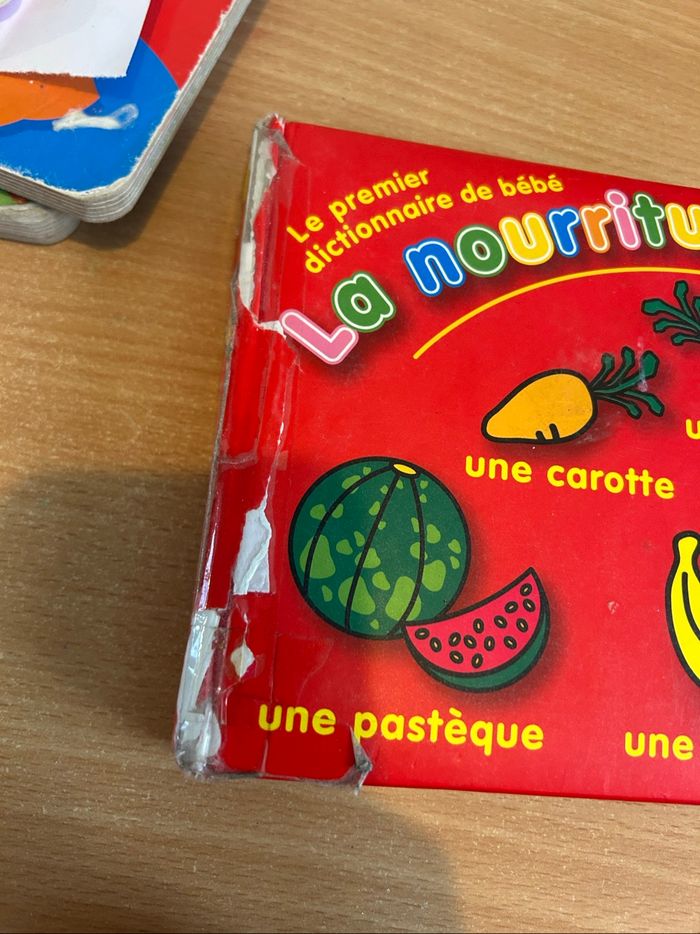 Le premier
dictionnaire de bébé
La nourritu
une carotte
u
une pastèque
une